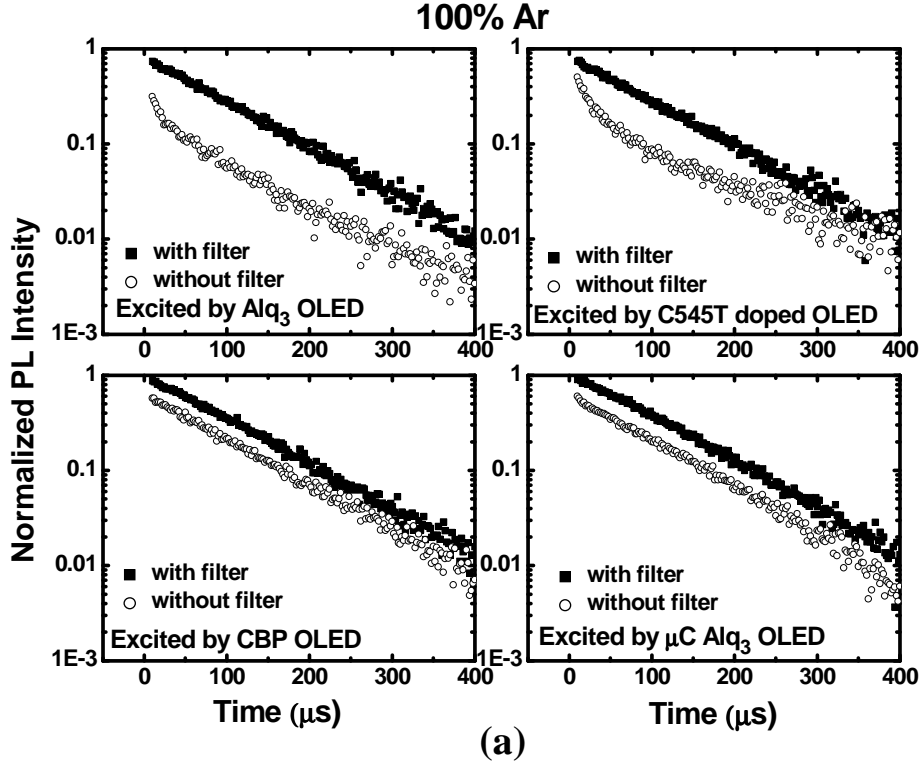 100% Ar
Normalized PL Intensity
1
0.1
0.01
1E-3
with filter
without filter
Excited by Alq₃ OLED
0 100 200 300 400
1
0.1
0.01
1E-3
with filter
without filter
Excited by C545T doped OLED
0 100 200 300 400
1
0.1
0.01
1E-3
with filter
without filter
Excited by CBP OLED
0 100 200 300 400
Time (μs)
1
0.1
0.01
1E-3
with filter
without filter
Excited by μC Alq₃ OLED
0 100 200 300 400
Time (μs)
(a)